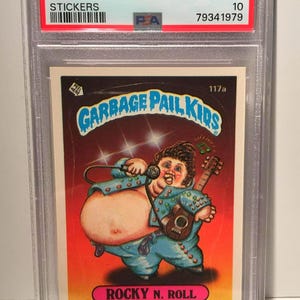 STICKERS 10
PSA 79341979
117a
GARBAGE PAIL KIDS
ROCKY N. ROLL